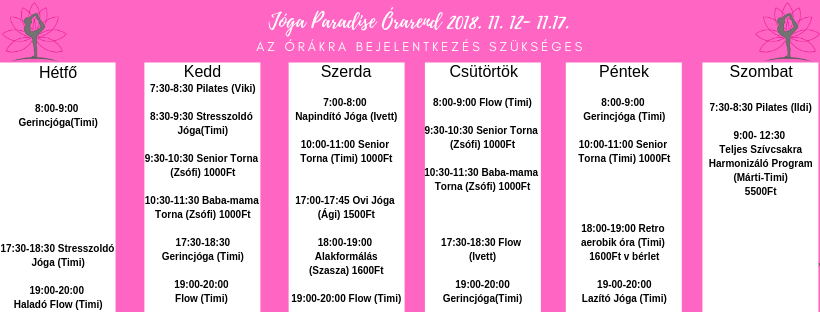 Jóga Paradise Órarend 2018. 11. 12- 11.17.
AZ ÓRÁKRA BEJELENTKEZÉS SZÜKSÉGES
Hétfő
8:00-9:00
Gerincjóga(Timi)
17:30-18:30 Stresszoldó
Jóga (Timi)
19:00-20:00
Haladó Flow (Timi)
Kedd
7:30-8:30 Pilates (Viki)
8:30-9:30 Stresszoldó
Jóga(Timi)
9:30-10:30 Senior Torna
(Zsófi) 1000Ft
10:30-11:30 Baba-mama
Torna (Zsófi) 1000Ft
17:30-18:30
Gerincjóga (Timi)
19:00-20:00
Flow (Timi)
Szerda
7:00-8:00
Napindító Jóga (Ivett)
10:00-11:00 Senior
Torna (Timi) 1000Ft
17:00-17:45 Ovi Jóga
(Ági) 1500Ft
18:00-19:00
Alakformálás
(Szasza) 1600Ft
19:00-20:00 Flow (Timi)
Csütörtök
8:00-9:00 Flow (Timi)
9:30-10:30 Senior Torna
(Zsófi) 1000Ft
10:30-11:30 Baba-mama
Torna (Zsófi) 1000Ft
17:30-18:30 Flow
(Ivett)
19:00-20:00
Gerincjóga(Timi)
Péntek
8:00-9:00
Gerincjóga (Timi)
10:00-11:00 Senior
Torna (Timi) 1000Ft
18:00-19:00 Retro
aerobik óra (Timi)
1600Ft v bérlet
19-00-20:00
Lazító Jóga (Timi)
Szombat
7:30-8:30 Pilates (Ildi)
9:00- 12:30
Teljes Szívcsakra
Harmonizáló Program
(Márti-Timi)
5500Ft